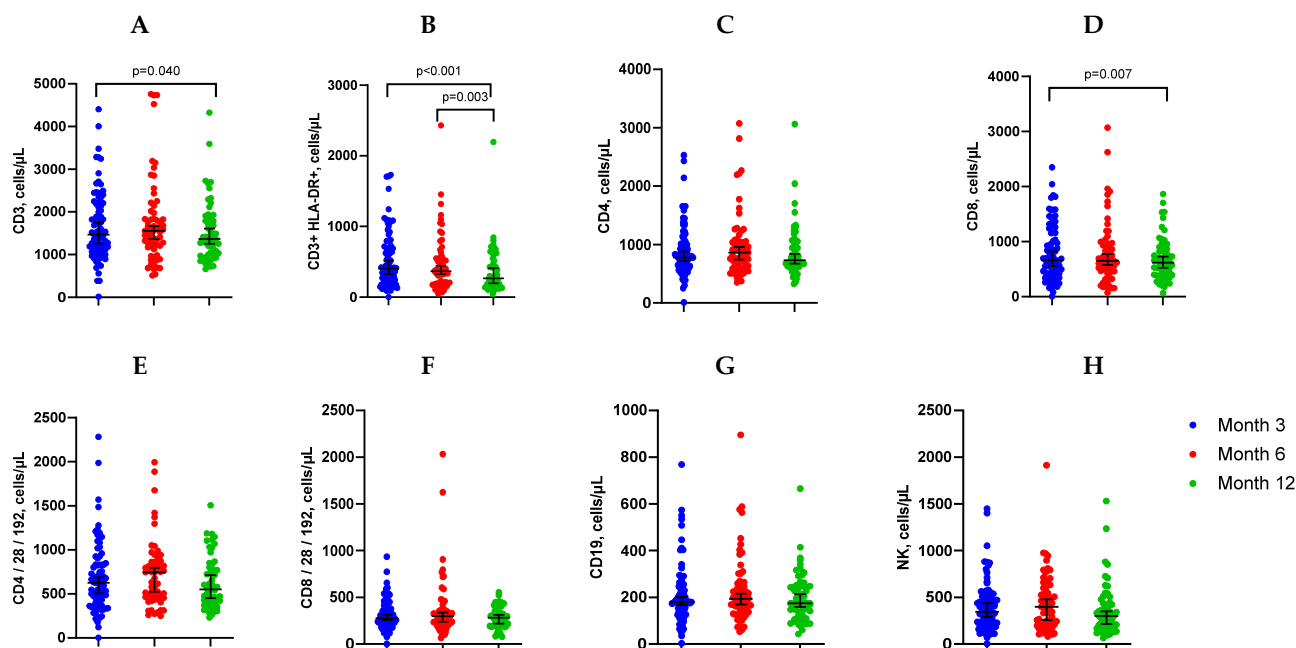 A
B
C
D
p=0.040
p<0.001
p=0.003
p=0.007
CD3, cells/µL
5000
4000
3000
2000
1000
0
CD3+ HLA-DR+, cells/µL
3000
2000
1000
0
CD4, cells/µL
4000
3000
2000
1000
0
CD8, cells/µL
4000
3000
2000
1000
0
E
F
G
H
CD4 / 28 / 192, cells/µL
2500
2000
1500
1000
500
0
CD8 / 28 / 192, cells/µL
2500
2000
1500
1000
500
0
CD19, cells/µL
1000
800
600
400
200
0
NK, cells/µL
2500
2000
1500
1000
500
0
Month 3
Month 6
Month 12